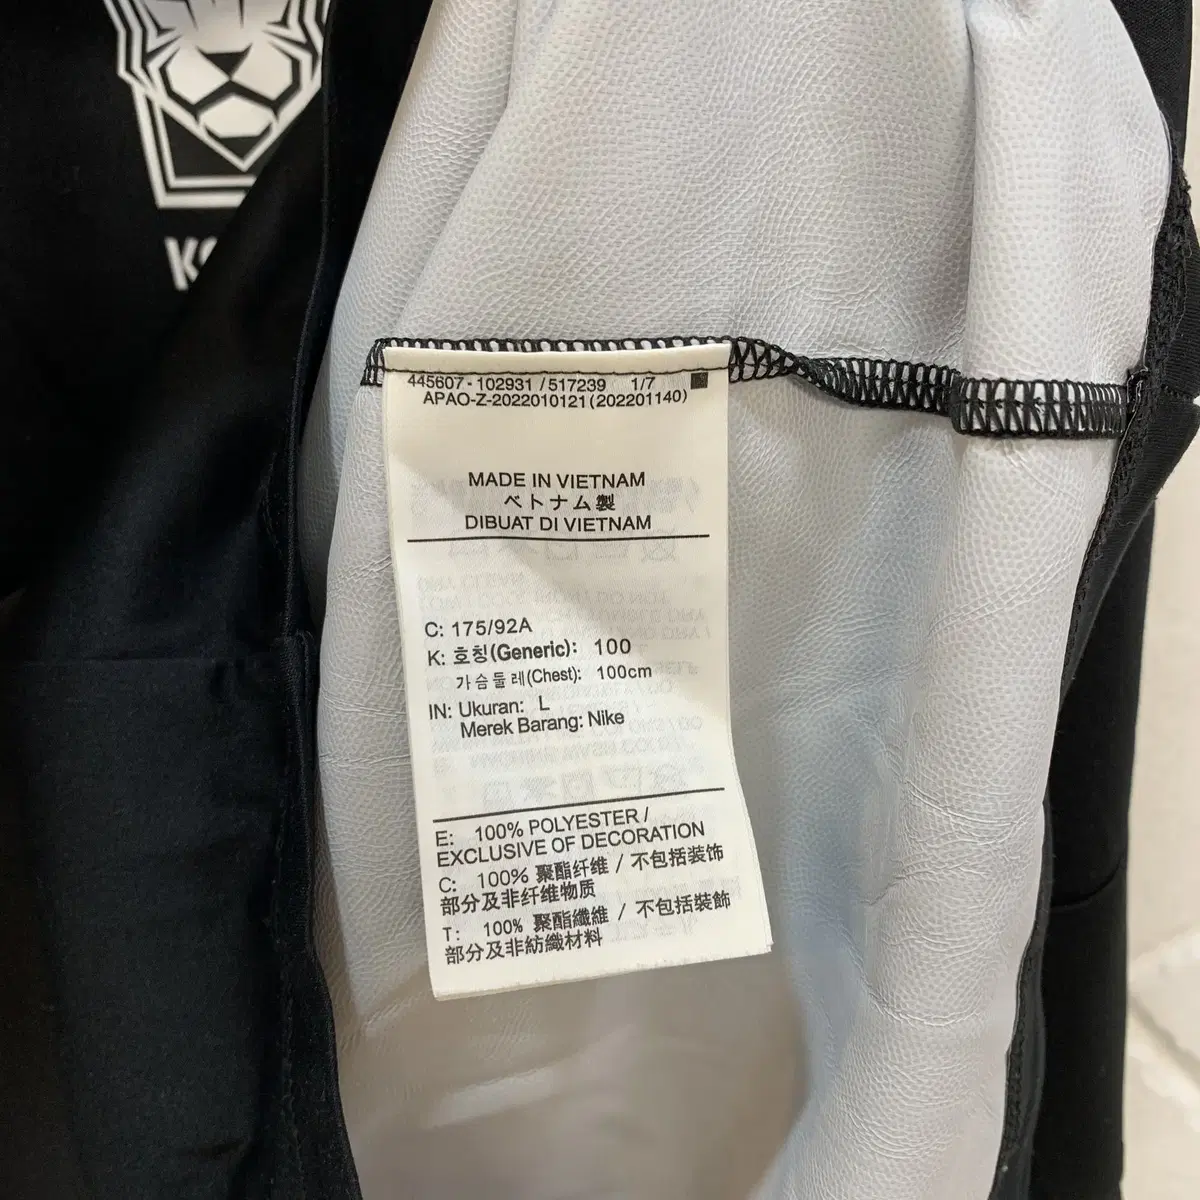 445607-102931 / 517239 1/7
APAO-Z-2022010121(202201140)
MADE IN VIETNAM
ベトナム製
DIBUAT DI VIETNAM
C: 175/92A
K: 호칭(Generic): 100
가슴둘레(Chest): 100cm
IN: Ukuran: L
Merek Barang: Nike
E: 100% POLYESTER /
EXCLUSIVE OF DECORATION
C: 100% 聚酯纤维 / 不包括装饰
部分及非纤维物质
T: 100% 聚酯纖維 / 不包括裝飾
部分及非紡織材料